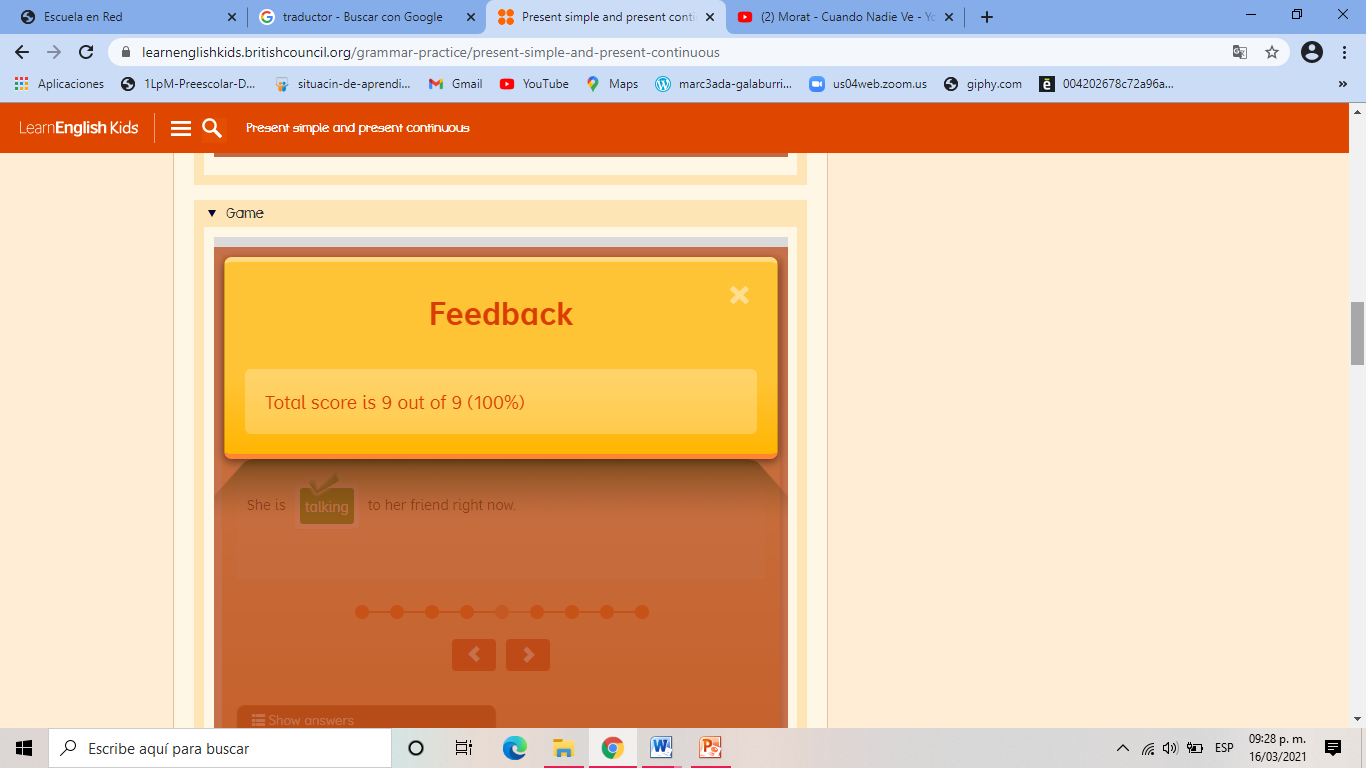 Escuela en Red
traductor - Buscar con Google
Present simple and present conti
(2) Morat - Cuando Nadie Ve - Yo
learnenglishkids.britishcouncil.org/grammar-practice/present-simple-and-present-continuous
Aplicaciones
1LpM-Preescolar-D...
situacin-de-aprendi...
Gmail
YouTube
Maps
marc3ada-galaburri...
us04web.zoom.us
giphy.com
004202678c72a96a...
»
LearnEnglish Kids
Present simple and present continuous
Game
Feedback
Total score is 9 out of 9 (100%)
She is talking to her friend right now.
Show answers
Escribe aquí para buscar
ESP
09:28 p. m.
16/03/2021